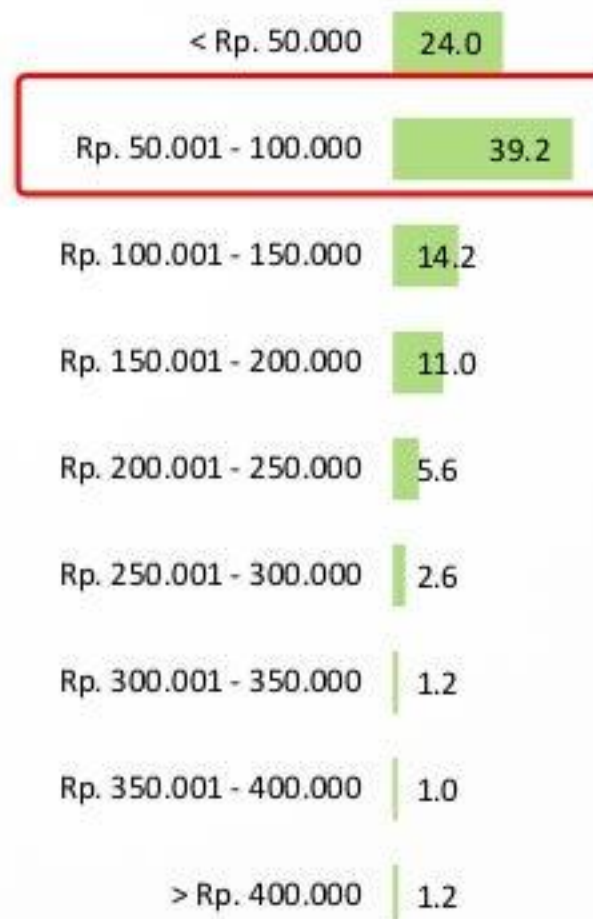 < Rp. 50.000 24.0
Rp. 50.001 - 100.000 39.2
Rp. 100.001 - 150.000 14.2
Rp. 150.001 - 200.000 11.0
Rp. 200.001 - 250.000 5.6
Rp. 250.001 - 300.000 2.6
Rp. 300.001 - 350.000 1.2
Rp. 350.001 - 400.000 1.0
> Rp. 400.000 1.2